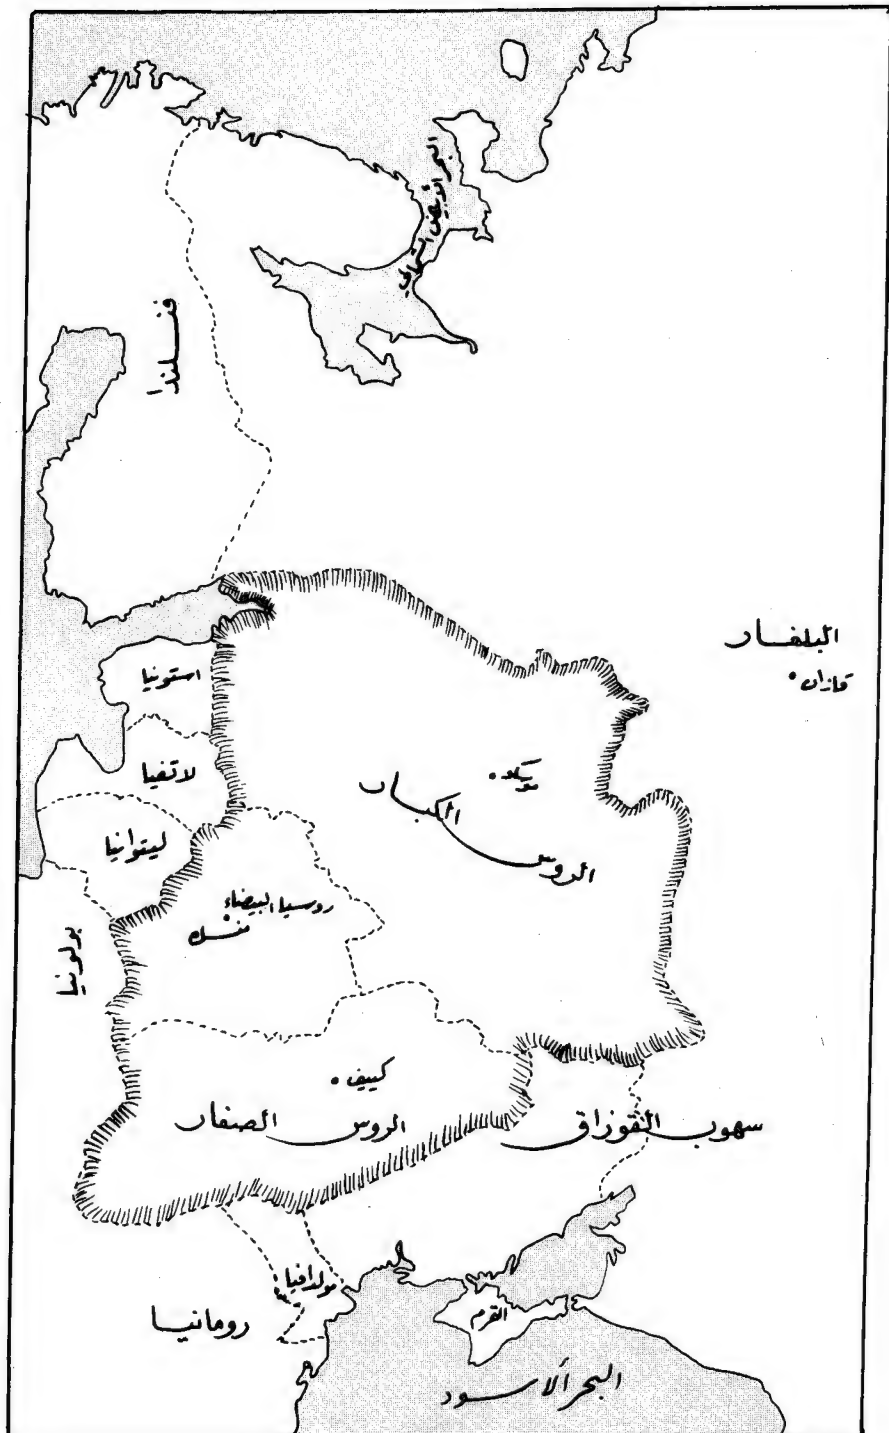 البحر الأبيض الشمالي
فنلندا
البلغار
قازان
استونيا
لاتفيا
موسكو
الروس الكبار
ليتوانيا
روسيا البيضاء
منسك
بولونيا
كييف
الروس الصغار
سهوب القوزاق
مولدافيا
القرم
رومانيا
البحر الأسود